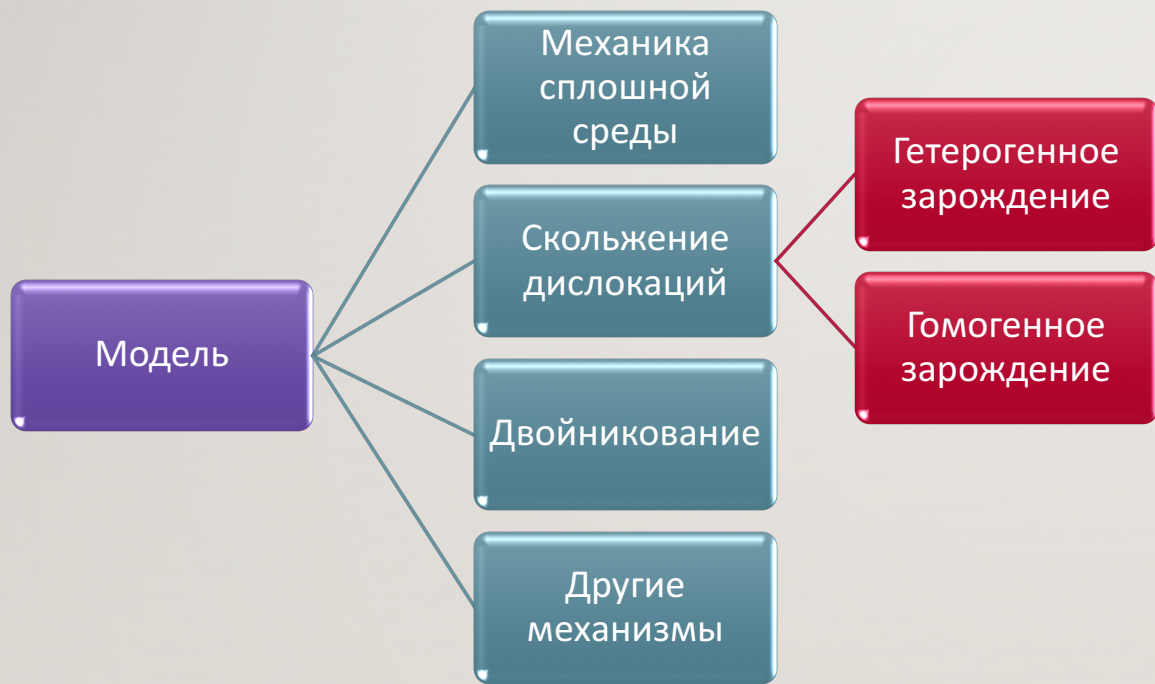 Модель
Механика
сплошной
среды
Скольжение
дислокаций
Гетерогенное
зарождение
Гомогенное
зарождение
Двойникование
Другие
механизмы